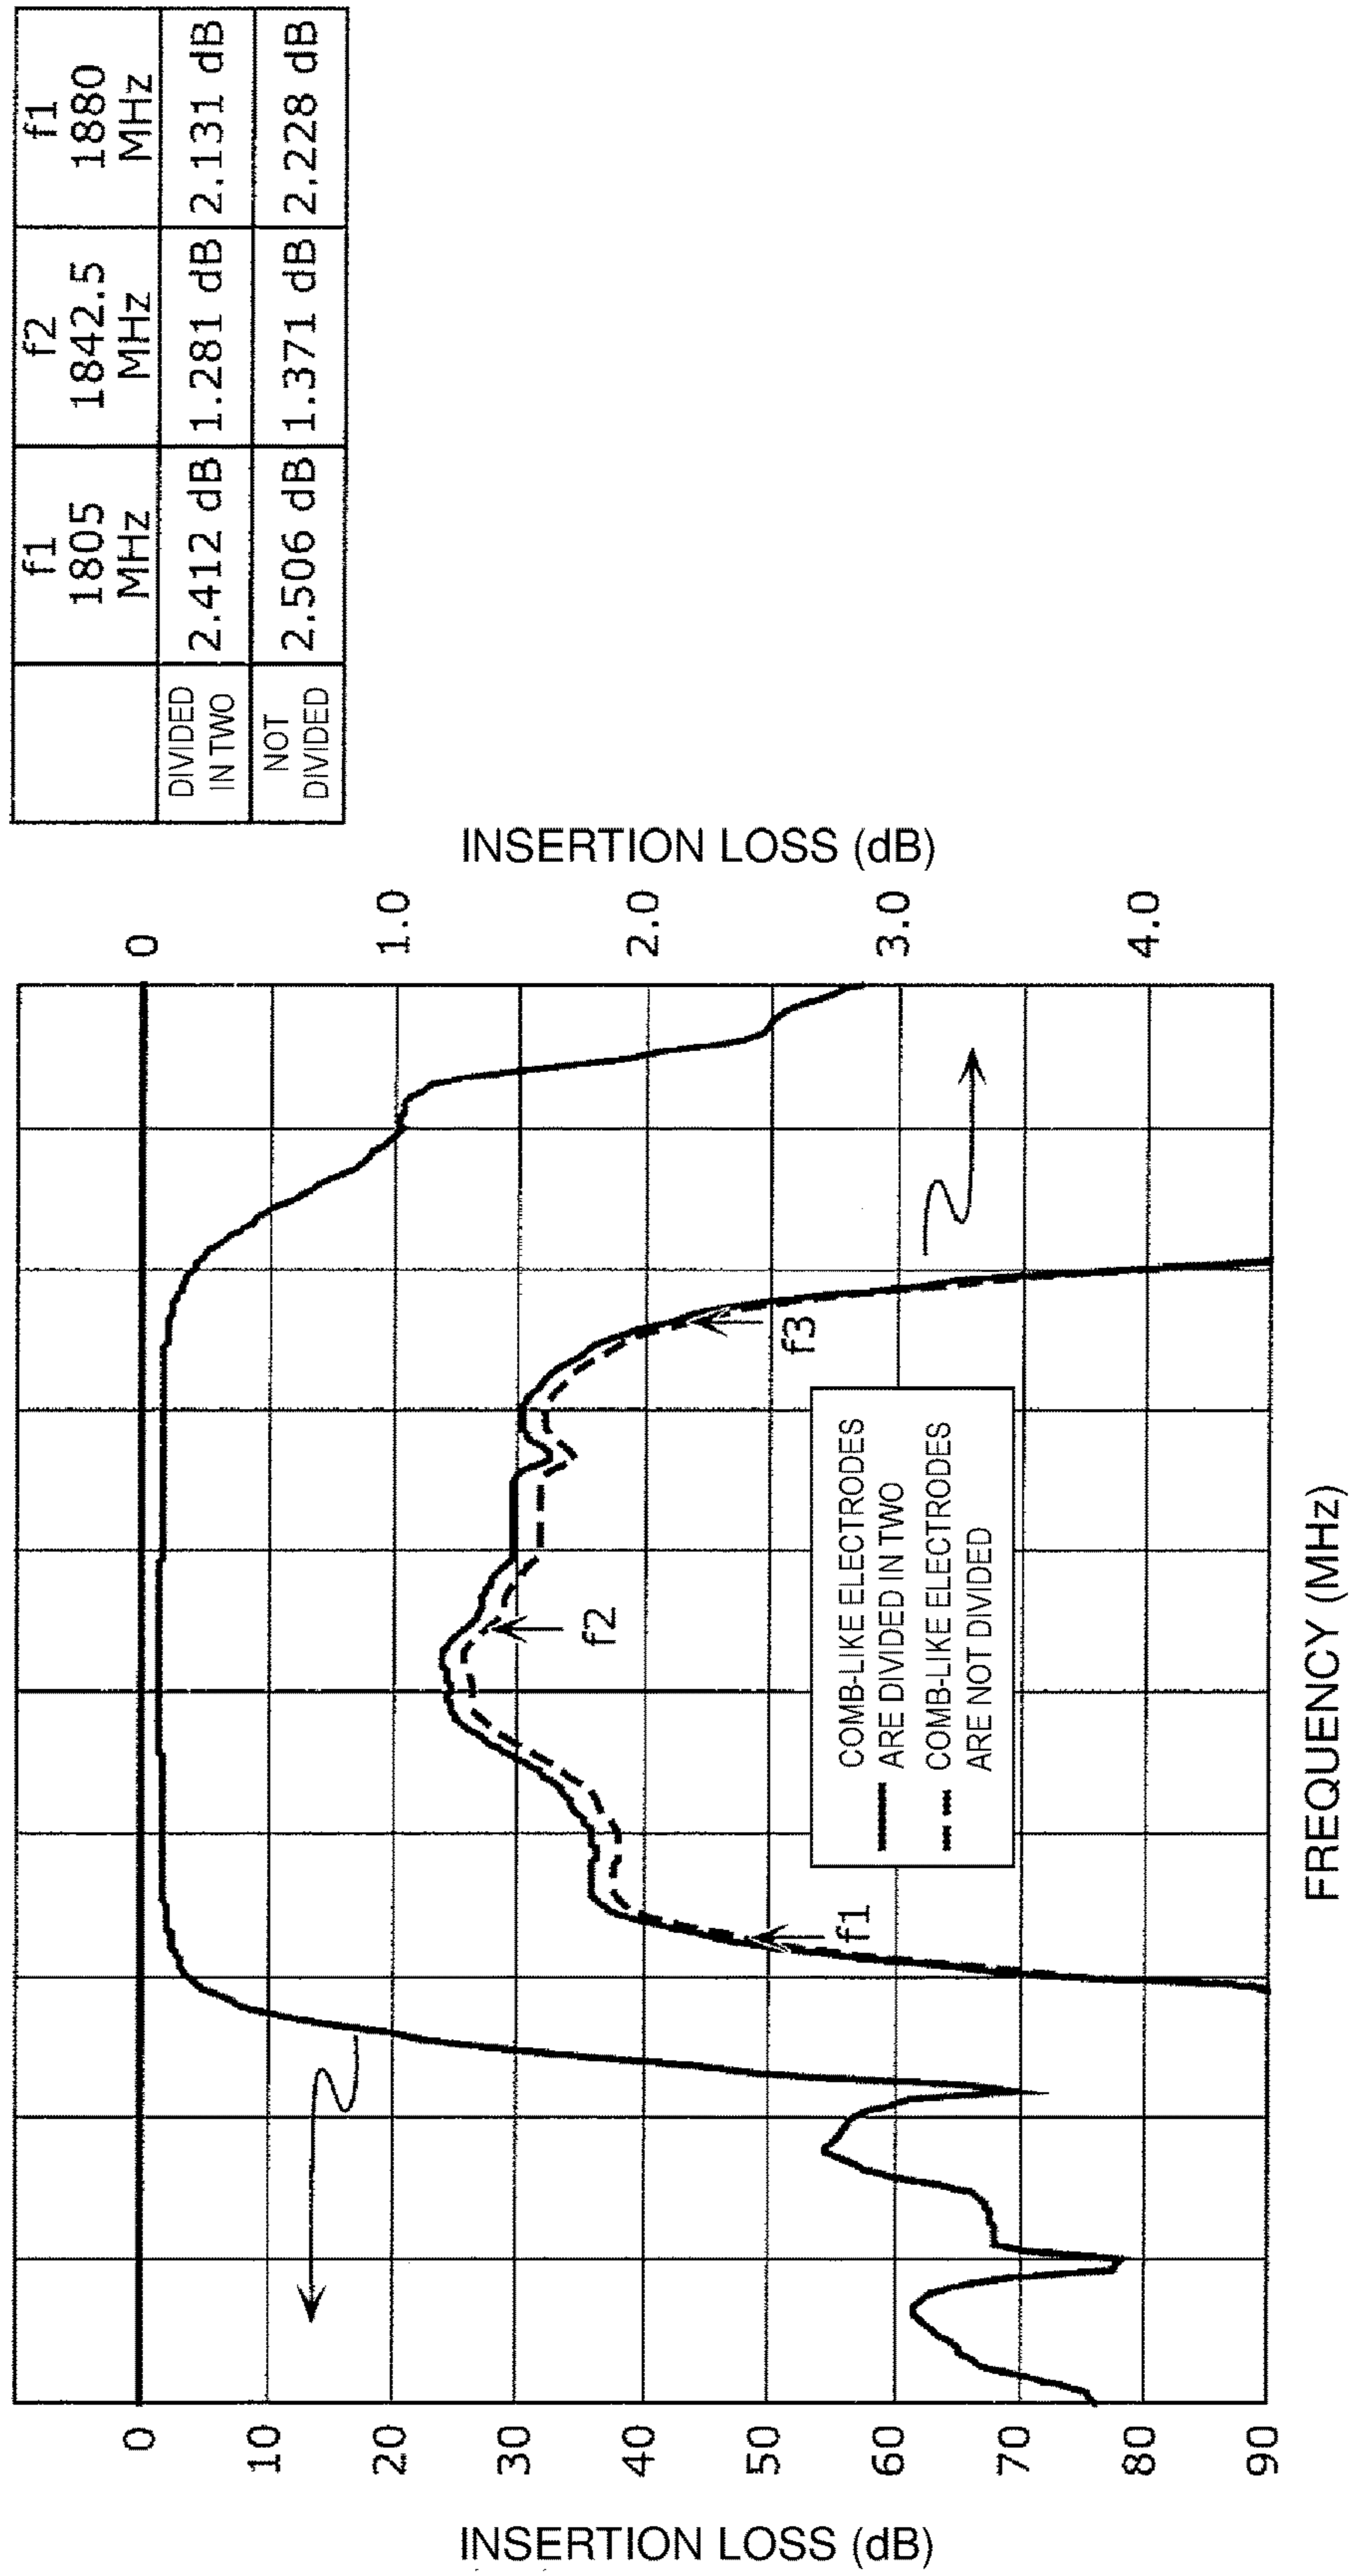 f1
1805
MHz
f2
1842.5
MHz
f1
1880
MHz
DIVIDED
IN TWO
2.412 dB
1.281 dB
2.131 dB
NOT
DIVIDED
2.506 dB
1.371 dB
2.228 dB
INSERTION LOSS (dB)
0
10
20
30
40
50
60
70
80
90
INSERTION LOSS (dB)
0
1.0
2.0
3.0
4.0
f1
f2
f3
COMB-LIKE ELECTRODES
ARE DIVIDED IN TWO
COMB-LIKE ELECTRODES
ARE NOT DIVIDED
FREQUENCY (MHz)